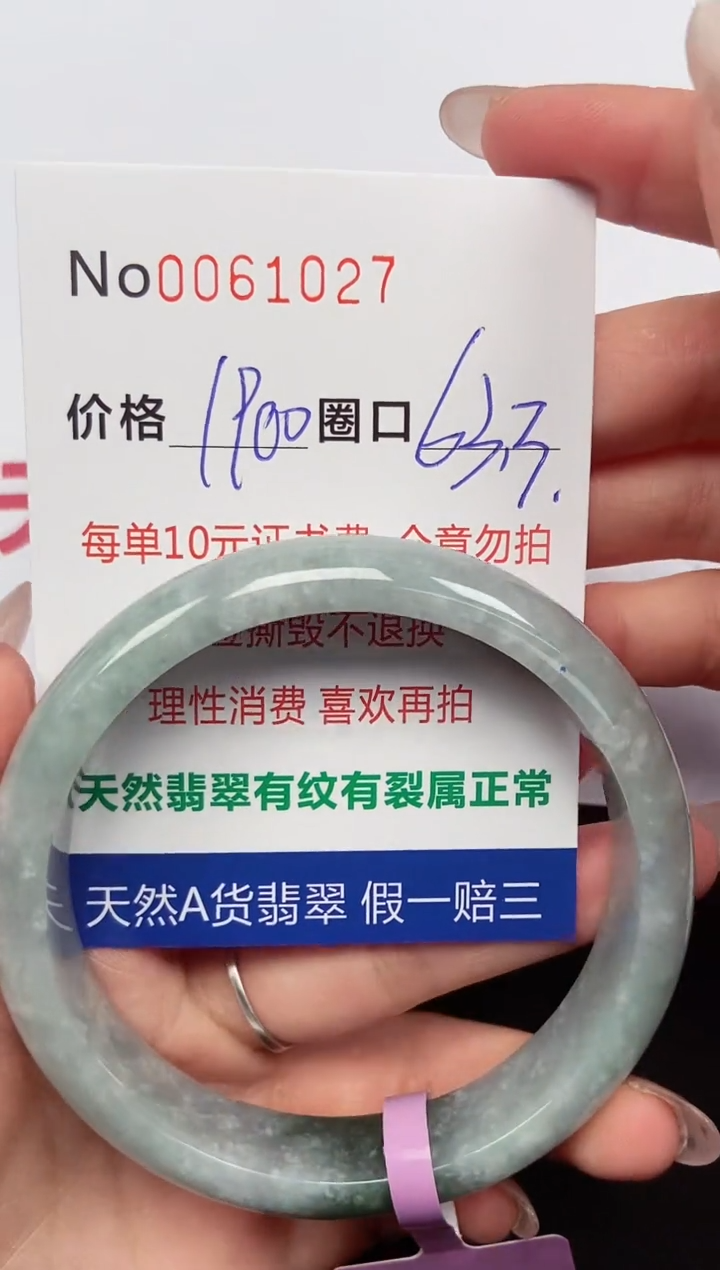 No0061027
价格 1900 圈口 63.5.
每单10元证书费 介意勿拍
签撕毁不退换
理性消费 喜欢再拍
天然翡翠有纹有裂属正常
天然A货翡翠 假一赔三